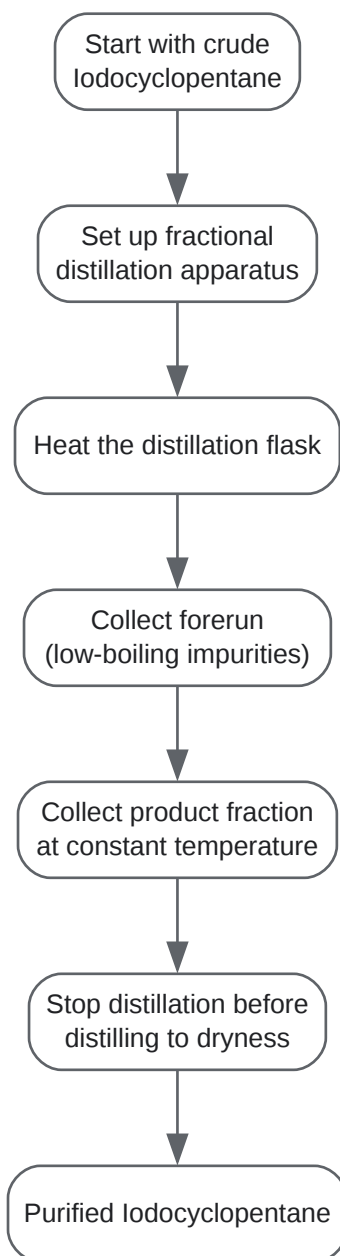 Start with crude
Iodocyclopentane
Set up fractional
distillation apparatus
Heat the distillation flask
Collect forerun
(low-boiling impurities)
Collect product fraction
at constant temperature
Stop distillation before
distilling to dryness
Purified Iodocyclopentane